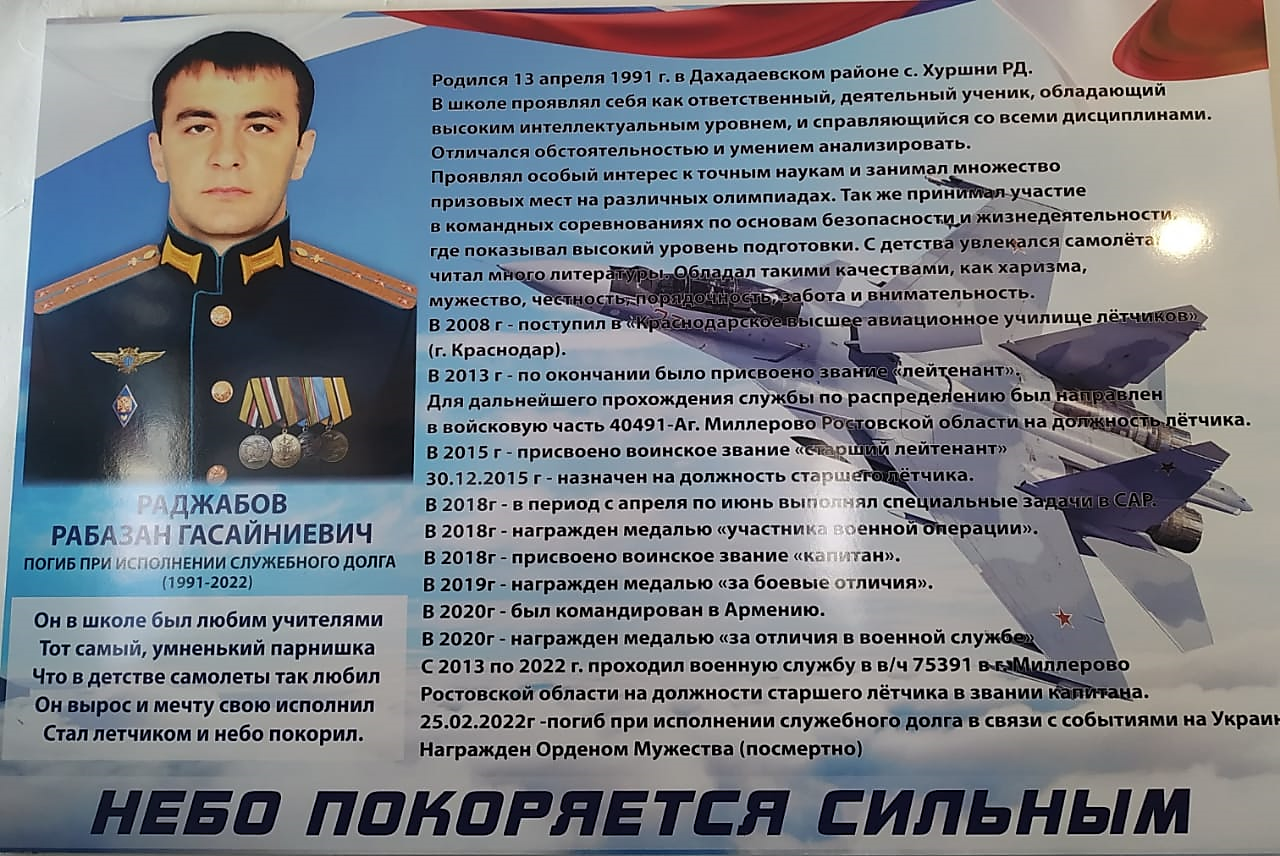 Родился 13 апреля 1991 г. в Дахадаевском районе с. Хуршни РД.
В школе проявлял себя как ответственный, деятельный ученик, обладающий
высоким интеллектуальным уровнем, и справляющийся со всеми дисциплинами.
Отличался обстоятельностью и умением анализировать.
Проявлял особый интерес к точным наукам и занимал множество
призовых мест на различных олимпиадах. Так же принимал участие
в командных соревнованиях по основам безопасности и жизнедеятельности,
где показывал высокий уровень подготовки. С детства увлекался
читал много литературы. Обладал такими качествами, как харизма,
мужество, честность, порядочность, забота и внимательность.
В 2008 г - поступил в «Краснодарское высшее авиационное училище лётчиков»
(г. Краснодар).
В 2013 г - по окончании было присвоено звание «лейтенант».
Для дальнейшего прохождения службы по распределению был направлен
в войсковую часть 40491-Аг. Миллерово Ростовской области на должность лётчика.
В 2015 г - присвоено воинское звание «старший лейтенант»
30.12.2015 г - назначен на должность старшего лётчика.
В 2018г - в период с апреля по июнь выполнял специальные задачи в САР.
В 2018г - награжден медалью «участника военной операции».
В 2018г - присвоено воинское звание «капитан».
В 2019г - награжден медалью «за боевые отличия».
В 2020г - был командирован в Армению.
В 2020г - награжден медалью «за отличия в военной службе»
С 2013 по 2022 г. проходил военную службу в в/ч 75391 в г. Миллерово
Ростовской области на должности старшего лётчика в звании капитана.
25.02.2022г -погиб при исполнении служебного долга в связи с событиями на
Награжден Орденом Мужества (посмертно)
РАДЖАБОВ
РАБАЗАН ГАСАЙНИЕВИЧ
ПОГИБ ПРИ ИСПОЛНЕНИИ СЛУЖЕБНОГО ДОЛГА
(1991-2022)
Он в школе был любим учителями
Тот самый, умненький парнишка
Что в детстве самолеты так любил
Он вырос и мечту свою исполнил
Стал летчиком и небо покорил.
НЕБО ПОКОРЯЕТСЯ СИЛЬНЫМ